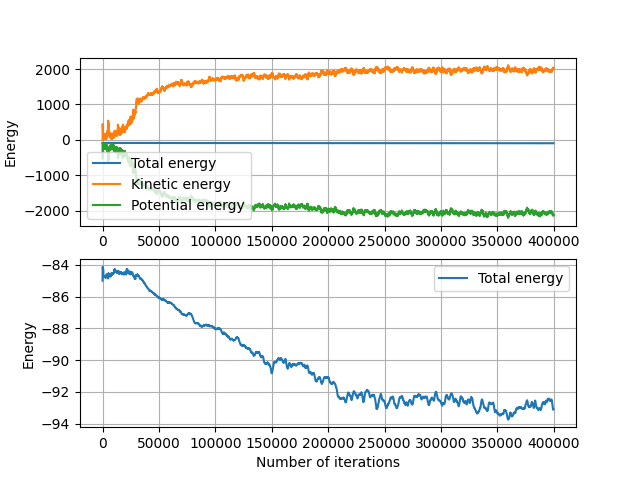 2000
1000
0
−1000
−2000
Energy
Total energy
Kinetic energy
Potential energy
0 50000 100000 150000 200000 250000 300000 350000 400000
−84
−86
−88
−90
−92
−94
Energy
Total energy
0 50000 100000 150000 200000 250000 300000 350000 400000
Number of iterations